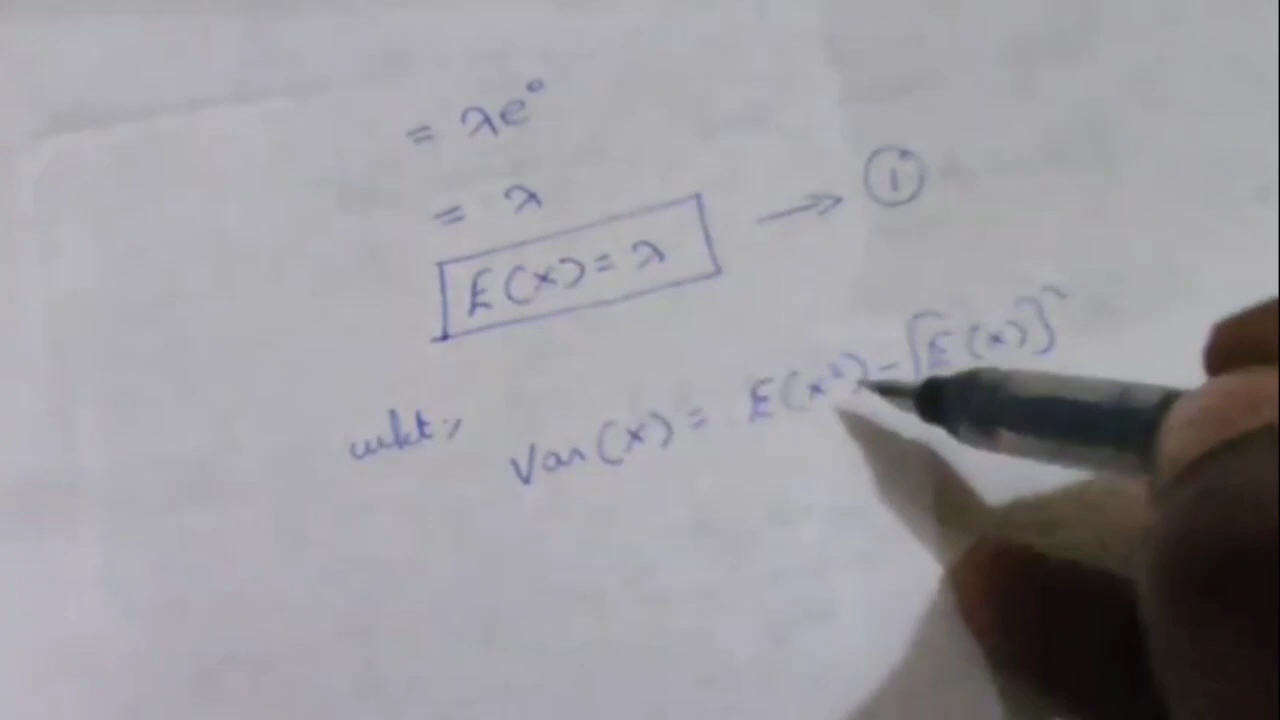 = λe⁰
= λ
E(x) = λ → ①
wkt, Var(x) = E(x²) - [E(x)]²